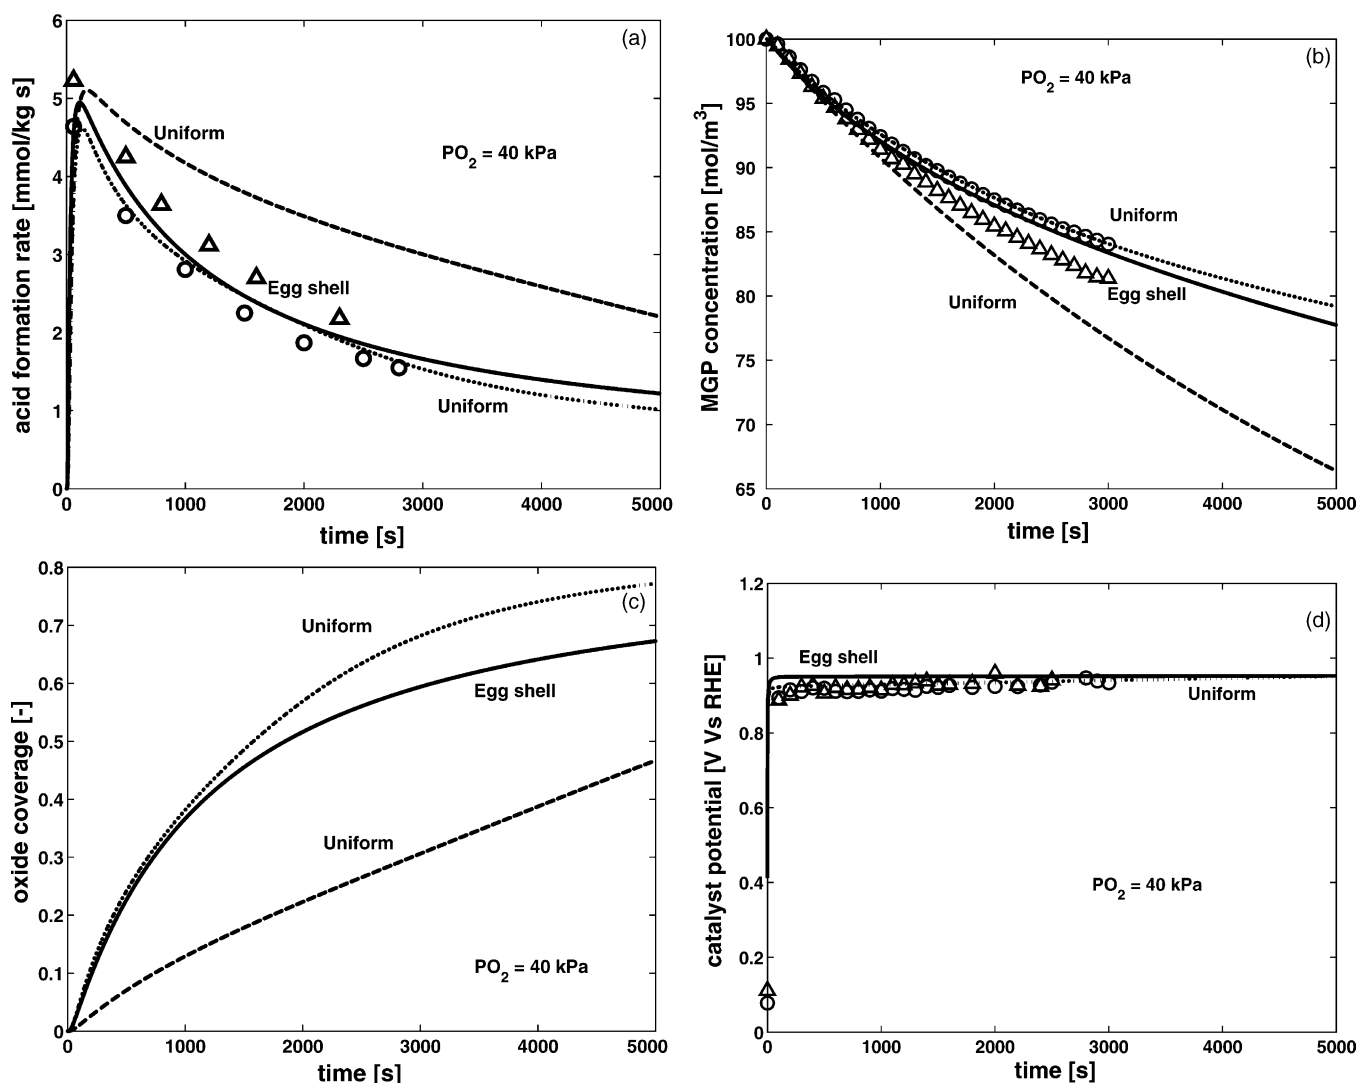 (a)
6
5
4
3
2
1
0
acid formation rate [mmol/kg s]
Uniform
PO2 = 40 kPa
Egg shell
Uniform
0
1000
2000
3000
4000
5000
time [s]
(b)
100
95
90
85
80
75
70
65
MGP concentration [mol/m3]
PO2 = 40 kPa
Uniform
Egg shell
Uniform
0
1000
2000
3000
4000
5000
time [s]
(c)
0.8
0.7
0.6
0.5
0.4
0.3
0.2
0.1
0
oxide coverage [-]
Uniform
Egg shell
Uniform
PO2 = 40 kPa
0
1000
2000
3000
4000
5000
time [s]
(d)
1.2
1
0.8
0.6
0.4
0.2
0
catalyst potential [V Vs RHE]
Egg shell
Uniform
PO2 = 40 kPa
0
1000
2000
3000
4000
5000
time [s]